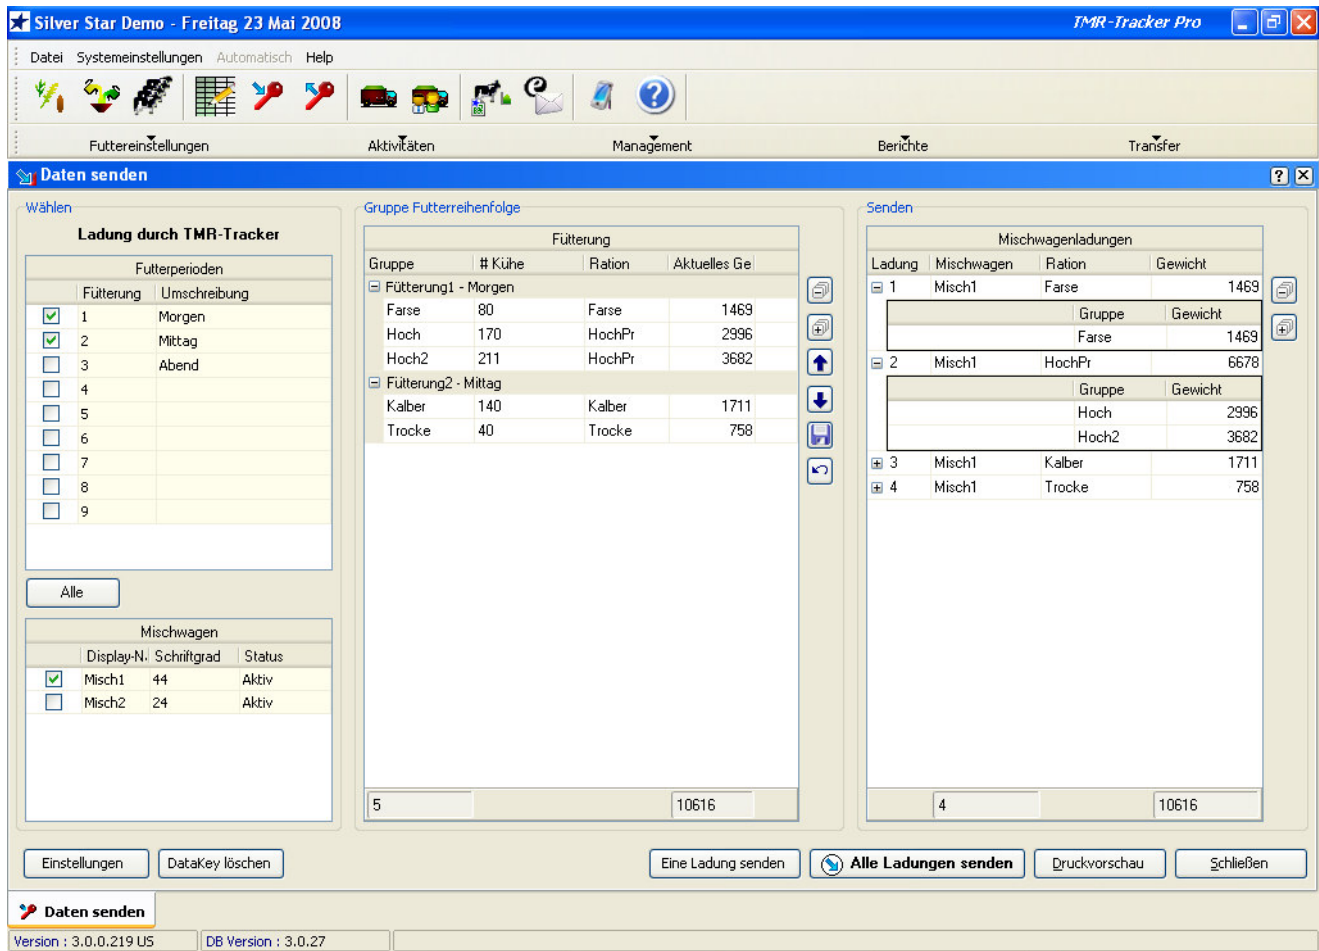 Silver Star Demo - Freitag 23 Mai 2008 TMR-Tracker Pro
Datei Systemeinstellungen Automatisch Help
Futtereinstellungen Aktivitäten Management Berichte Transfer
Daten senden
Wählen
Ladung durch TMR-Tracker
Futterperioden
Fütterung Umschreibung
1 Morgen
2 Mittag
3 Abend
4
5
6
7
8
9
Alle
Mischwagen
Display-N. Schriftgrad Status
Misch1 44 Aktiv
Misch2 24 Aktiv
Gruppe Futterreihenfolge
Fütterung
Gruppe # Kühe Ration Aktuelles Ge
Fütterung1 - Morgen
Farse 80 Farse 1469
Hoch 170 HochPr 2996
Hoch2 211 HochPr 3682
Fütterung2 - Mittag
Kalber 140 Kalber 1711
Trocke 40 Trocke 758
5 10616
Senden
Mischwagenladungen
Ladung Mischwagen Ration Gewicht
1 Misch1 Farse 1469
Gruppe Gewicht
Farse 1469
2 Misch1 HochPr 6678
Gruppe Gewicht
Hoch 2996
Hoch2 3682
3 Misch1 Kalber 1711
4 Misch1 Trocke 758
4 10616
Einstellungen DataKey löschen Eine Ladung senden Alle Ladungen senden Druckvorschau Schließen
Daten senden
Version : 3.0.0.219 US DB Version : 3.0.27